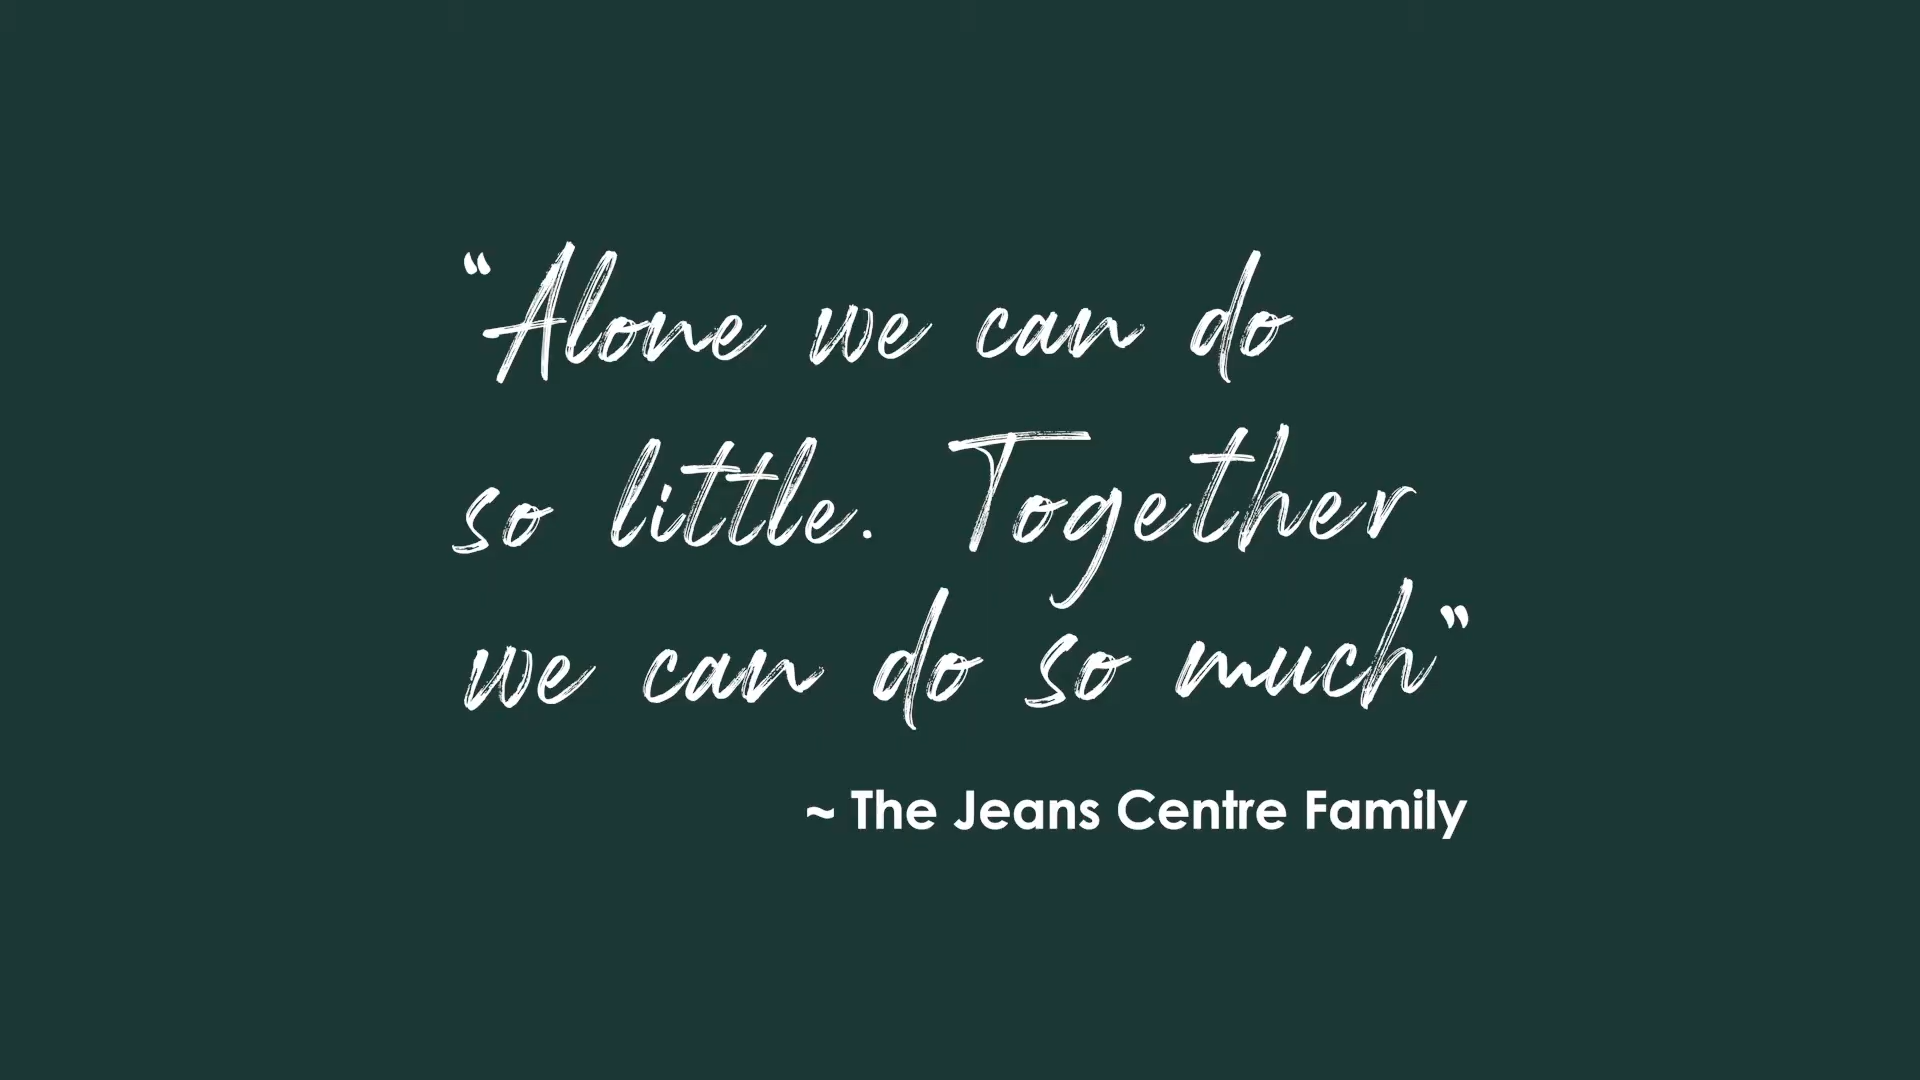 “Alone we can do
so little. Together
we can do so much”
~ The Jeans Centre Family